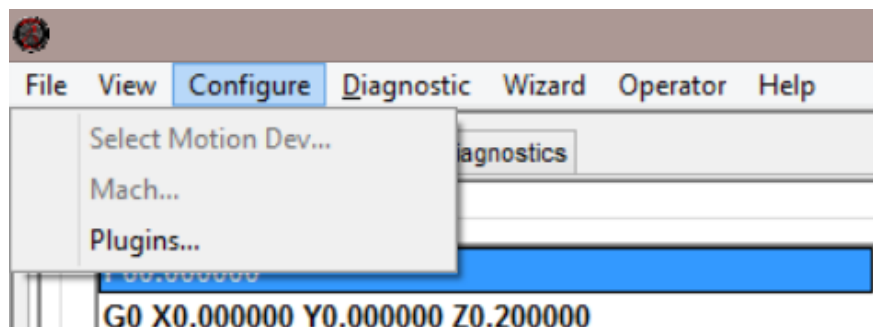 File View Configure Diagnostic Wizard Operator Help
Select Motion Dev...
iagnostics
Mach...
Plugins...
G0 X0.000000 Y0.000000 Z0.200000